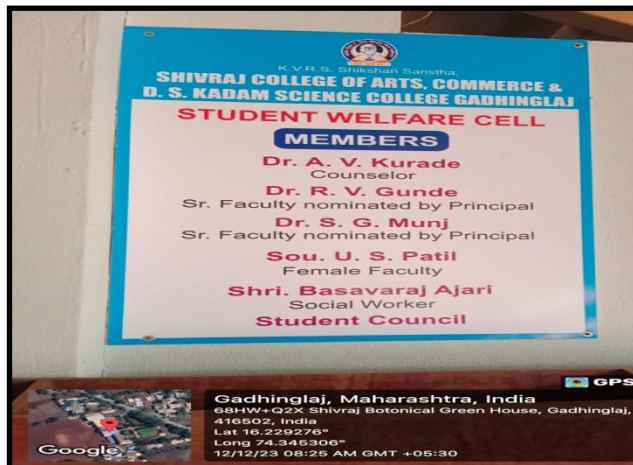 K.V.R.S. Shikshan Sanstha.
SHIVRAJ COLLEGE OF ARTS, COMMERCE &
D. S. KADAM SCIENCE COLLEGE GADHINGLAJ
STUDENT WELFARE CELL
MEMBERS
Dr. A. V. Kurade
Counselor
Dr. R. V. Gunde
Sr. Faculty nominated by Principal
Dr. S. G. Munj
Sr. Faculty nominated by Principal
Sou. U. S. Patil
Female Faculty
Shri. Basavaraj Ajari
Social Worker
Student Council
GPS
Gadhinglaj, Maharashtra, India
68HW+Q2X Shivraj Botonical Green House, Gadhinglaj,
416502, India
Lat 16.229276°
Long 74.345306°
12/12/23 08:25 AM GMT +05:30
Google